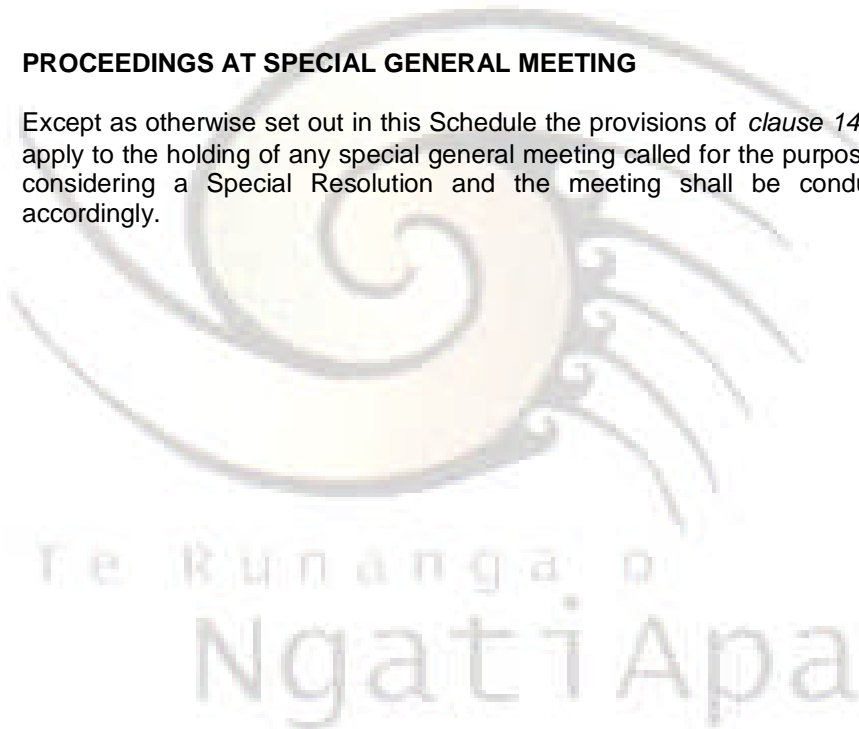 PROCEEDINGS AT SPECIAL GENERAL MEETING
Except as otherwise set out in this Schedule the provisions of clause 14
apply to the holding of any special general meeting called for the purpos
considering a Special Resolution and the meeting shall be condu
accordingly.
Te Runanga o
NgatiApa